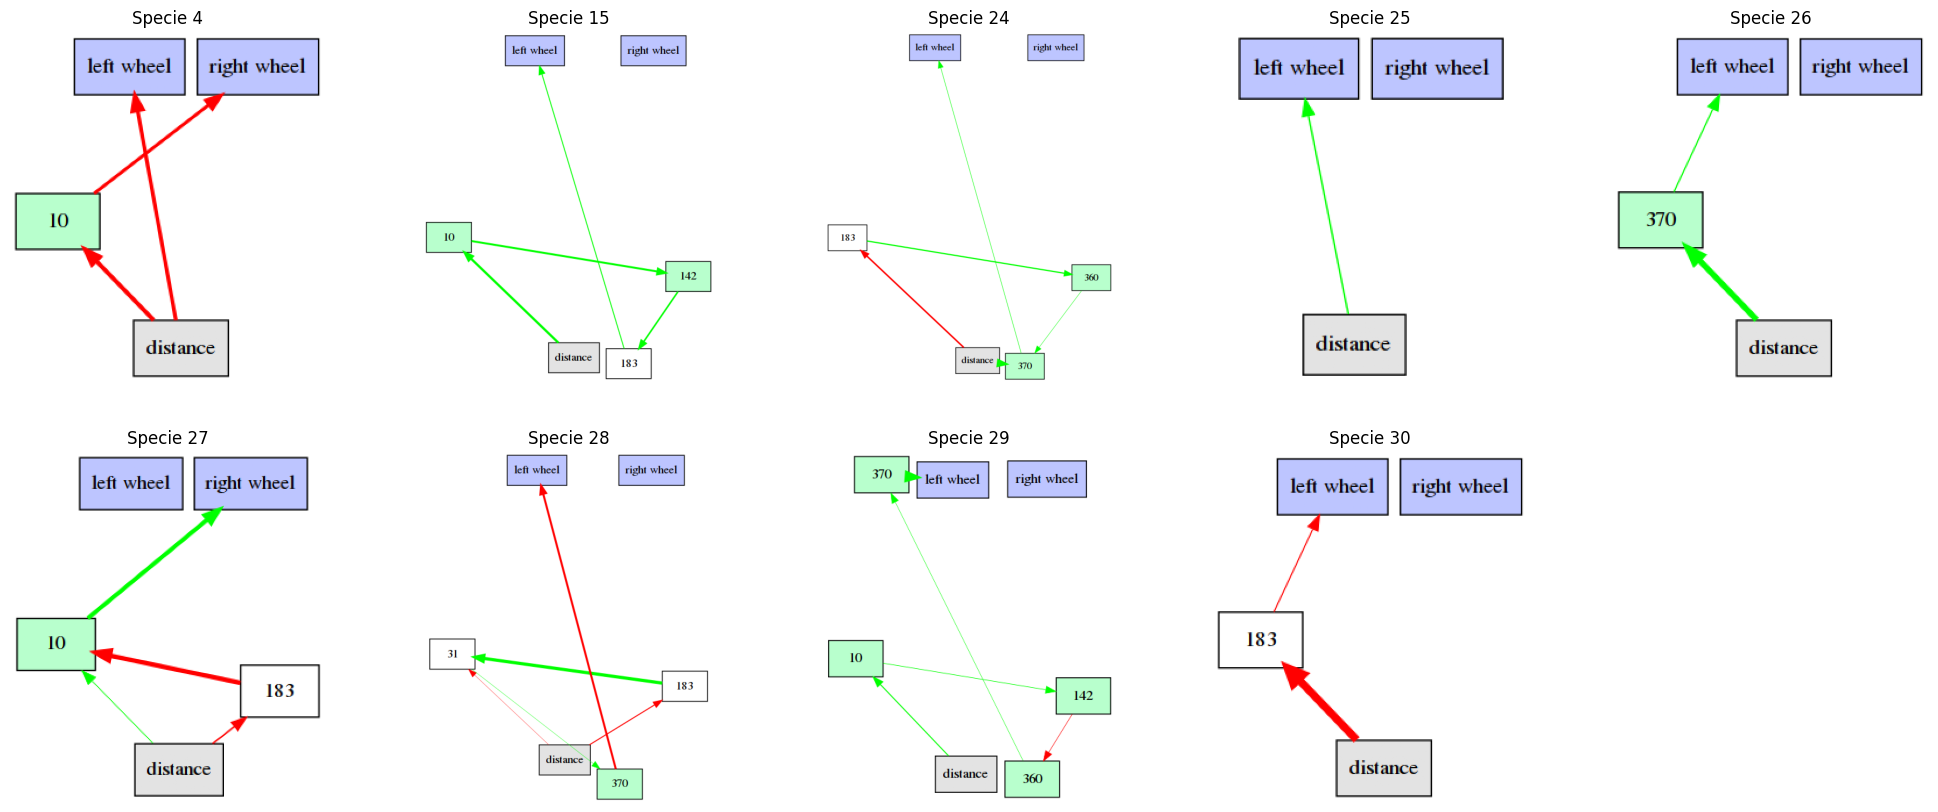 Specie 4
left wheel
right wheel
10
distance
Specie 15
left wheel
right wheel
10
142
distance
183
Specie 24
left wheel
right wheel
183
360
distance
370
Specie 25
left wheel
right wheel
distance
Specie 26
left wheel
right wheel
370
distance
Specie 27
left wheel
right wheel
10
183
distance
Specie 28
left wheel
right wheel
31
183
distance
370
Specie 29
370
left wheel
right wheel
10
142
distance
360
Specie 30
left wheel
right wheel
183
distance